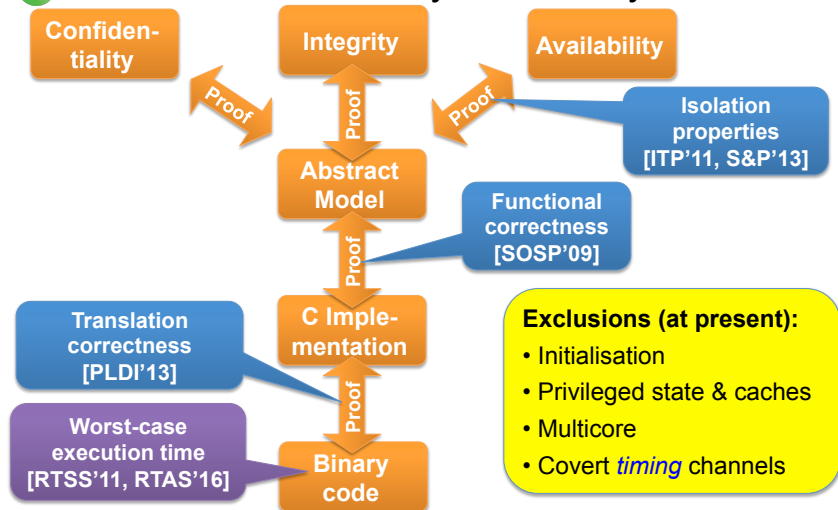 Confiden-
tiality
Integrity
Availability
Proof
Proof
Proof
Isolation
properties
[ITP'11, S&P'13]
Abstract
Model
Functional
correctness
[SOSP'09]
Proof
Translation
correctness
[PLDI'13]
C Imple-
mentation
Exclusions (at present):
• Initialisation
• Privileged state & caches
• Multicore
• Covert timing channels
Proof
Worst-case
execution time
[RTSS'11, RTAS'16]
Binary
code